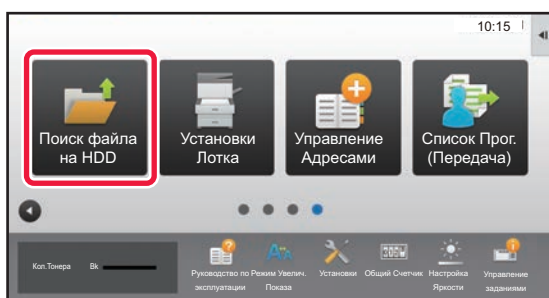 10:15
Поиск файла
на HDD
Установки
Лотка
Управление
Адресами
Список Прог.
(Передача)
Кол.Тонера Bk
Руководство по
эксплуатации
Режим Увелич.
Показа
Установки
Общий Счетчик
Настройка
Яркости
Управление
заданиями